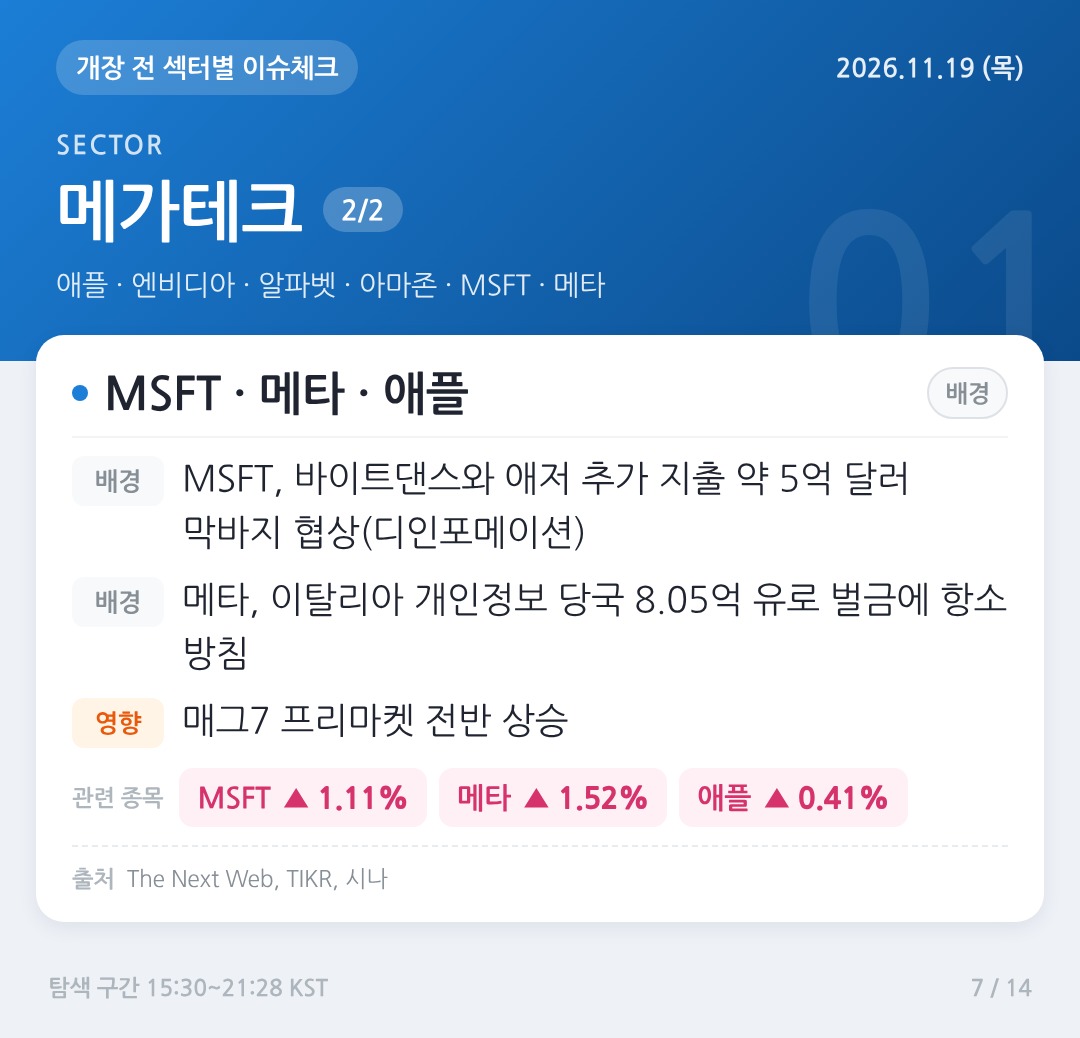 개장 전 섹터별 이슈체크
2026.11.19 (목)
SECTOR
메가테크 2/2
애플 · 엔비디아 · 알파벳 · 아마존 · MSFT · 메타
01
MSFT · 메타 · 애플
배경
배경 MSFT, 바이트댄스와 애저 추가 지출 약 5억 달러
막바지 협상(디인포메이션)
배경 메타, 이탈리아 개인정보 당국 8.05억 유로 벌금에 항소
방침
영향 매그7 프리마켓 전반 상승
관련 종목 MSFT ▲ 1.11% 메타 ▲ 1.52% 애플 ▲ 0.41%
출처 The Next Web, TIKR, 시나
탐색 구간 15:30~21:28 KST
7 / 14